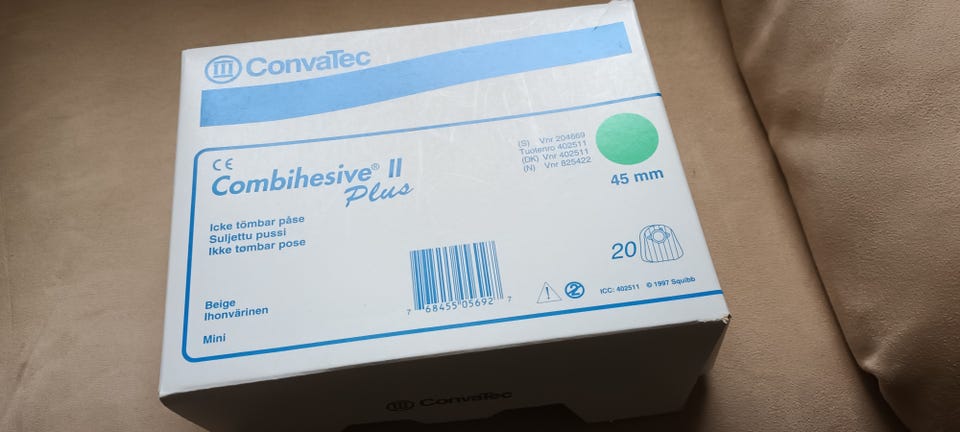 ConvaTec
CE
Combihesive® II
Plus
(S) Vnr 204669
Tuotenro 402511
(DK) Vnr 402511
(N) Vnr 825422
45 mm
Icke tömbar påse
Suljettu pussi
Ikke tømbar pose
20
Beige
Ihonvärinen
Mini
7 68455 05692 7
2
ICC: 402511 © 1997 Squibb
ConvaTec